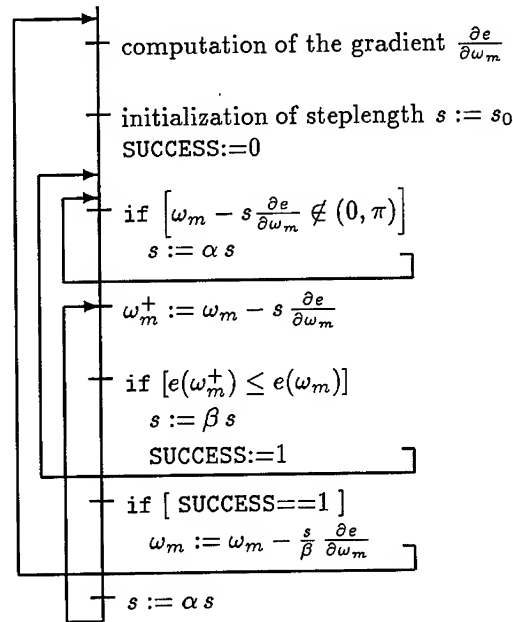 computation of the gradient ∂e/∂ω_m
initialization of steplength s := s₀
SUCCESS:=0
if [ω_m − s ∂e/∂ω_m ∉ (0, π)]
s := α s
ω_m⁺ := ω_m − s ∂e/∂ω_m
if [e(ω_m⁺) ≤ e(ω_m)]
s := β s
SUCCESS:=1
if [ SUCCESS==1 ]
ω_m := ω_m − s/β ∂e/∂ω_m
s := α s